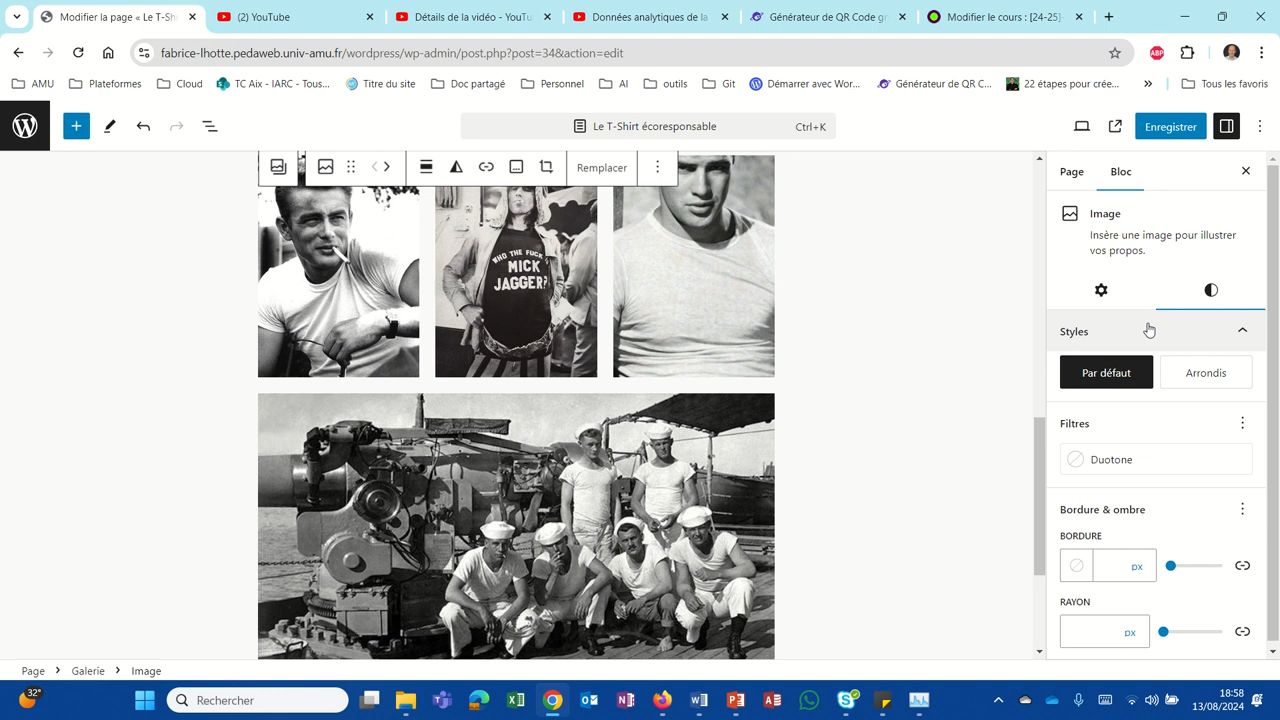 Modifier la page « Le T-Shi
(2) YouTube
Détails de la vidéo - YouTu
Données analytiques de la
Générateur de QR Code gr
Modifier le cours : [24-25]
fabrice-lhotte.pedaweb.univ-amu.fr/wordpress/wp-admin/post.php?post=34&action=edit
ABP
AMU
Plateformes
Cloud
TC Aix - IARC - Tous...
Titre du site
Doc partagé
Personnel
AI
outils
Git
Démarrer avec Wor...
Générateur de QR C...
22 étapes pour crée...
Tous les favoris
Le T-Shirt écoresponsable
Ctrl+K
Enregistrer
Remplacer
WHO THE FUCK
MICK
JAGGER?
Page
Bloc
Image
Insère une image pour illustrer
vos propos.
Styles
Par défaut
Arrondis
Filtres
Duotone
Bordure & ombre
BORDURE
px
RAYON
px
Page
Galerie
Image
32°
Rechercher
18:58
13/08/2024